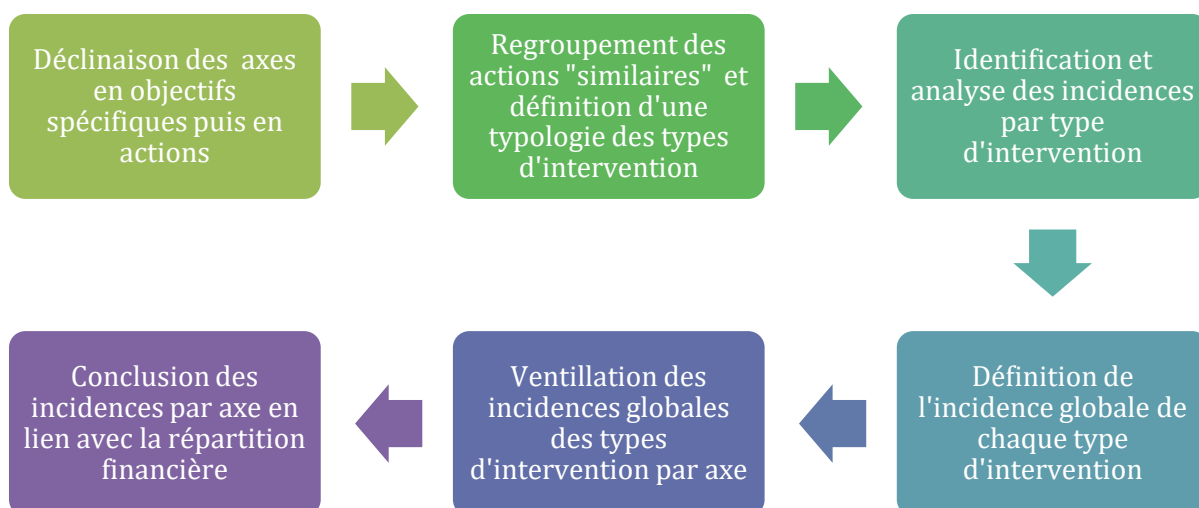 Déclinaison des axes
en objectifs
spécifiques puis en
actions
Regroupement des
actions "similaires" et
définition d'une
typologie des types
d'intervention
Identification et
analyse des incidences
par type
d'intervention
Définition de
l'incidence globale de
chaque type
d'intervention
Ventillation des
incidences globales
des types
d'intervention par axe
Conclusion des
incidences par axe en
lien avec la répartition
financière